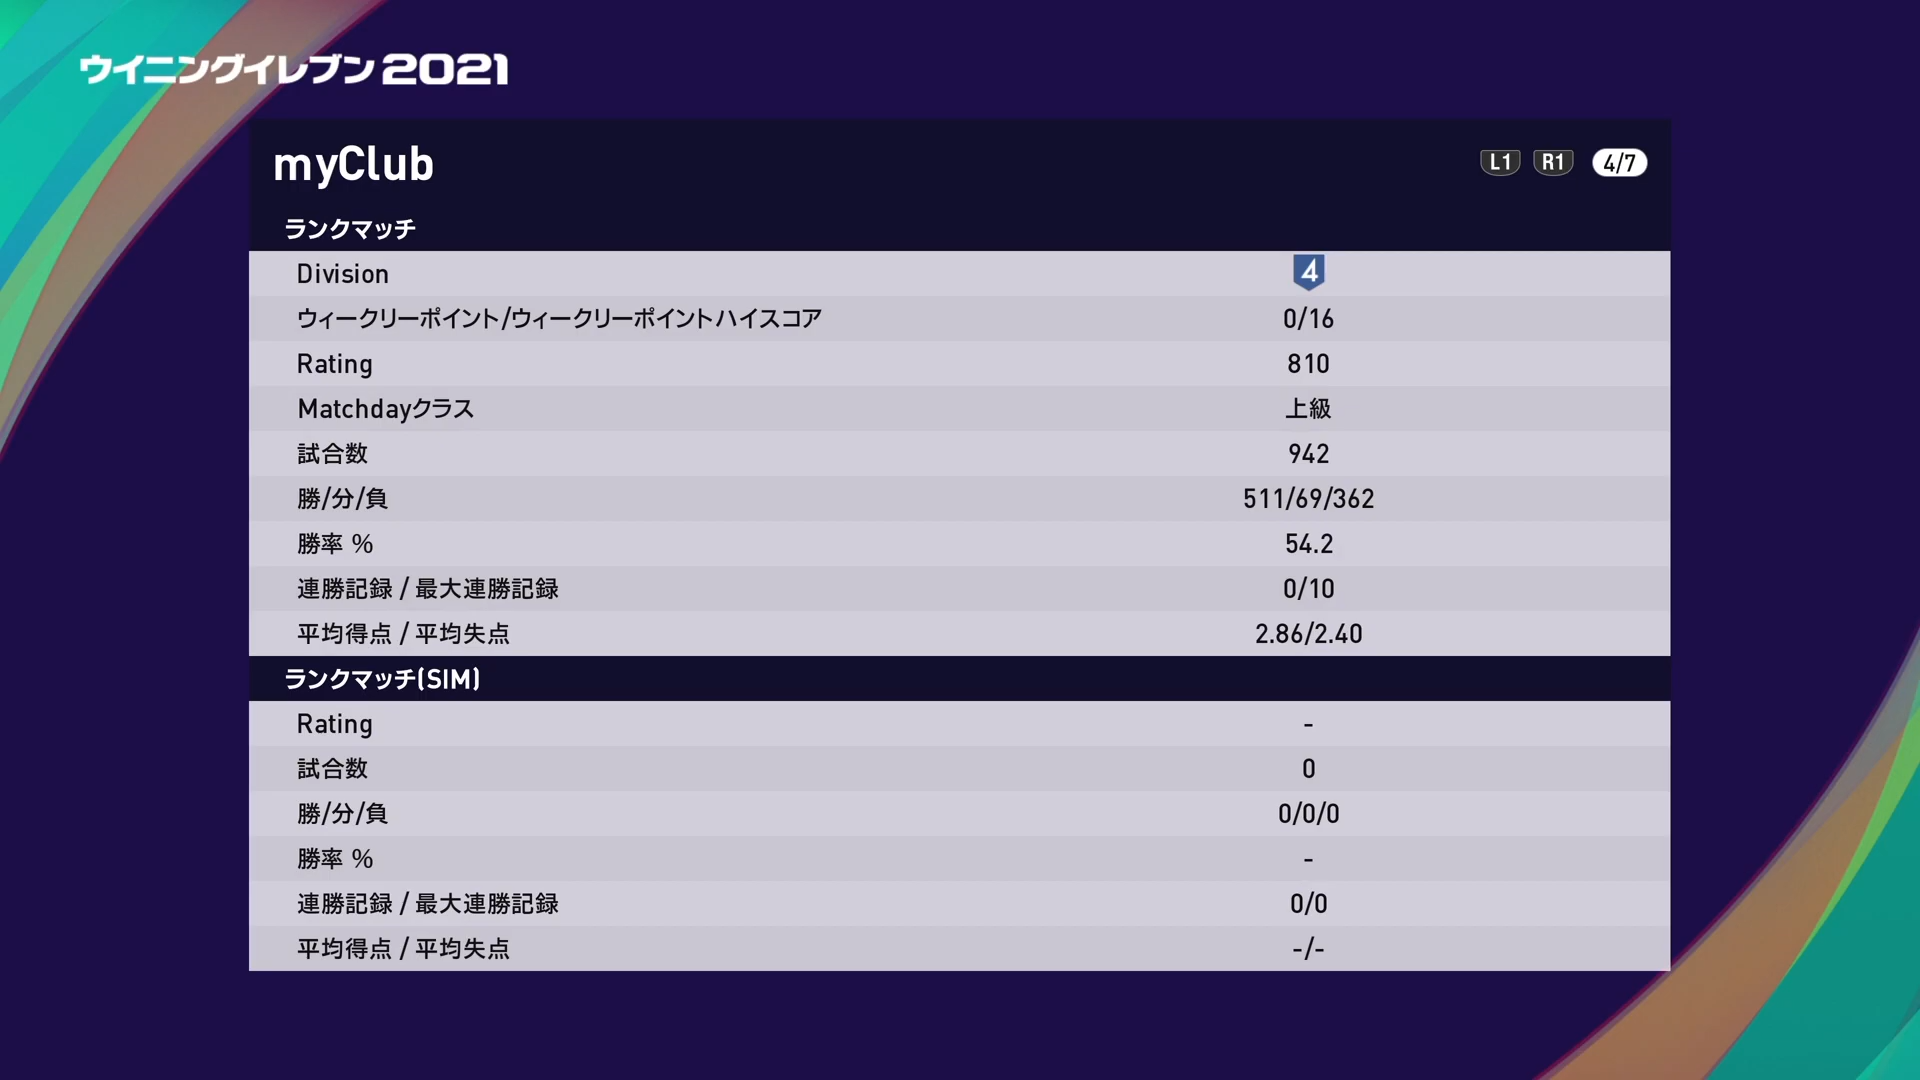 ウイニングイレブン 2021
myClub L1 R1 4/7
ランクマッチ
Division 4
ウィークリーポイント/ウィークリーポイントハイスコア 0/16
Rating 810
Matchdayクラス 上級
試合数 942
勝/分/負 511/69/362
勝率 % 54.2
連勝記録 / 最大連勝記録 0/10
平均得点 / 平均失点 2.86/2.40
ランクマッチ(SIM)
Rating -
試合数 0
勝/分/負 0/0/0
勝率 % -
連勝記録 / 最大連勝記録 0/0
平均得点 / 平均失点 -/-